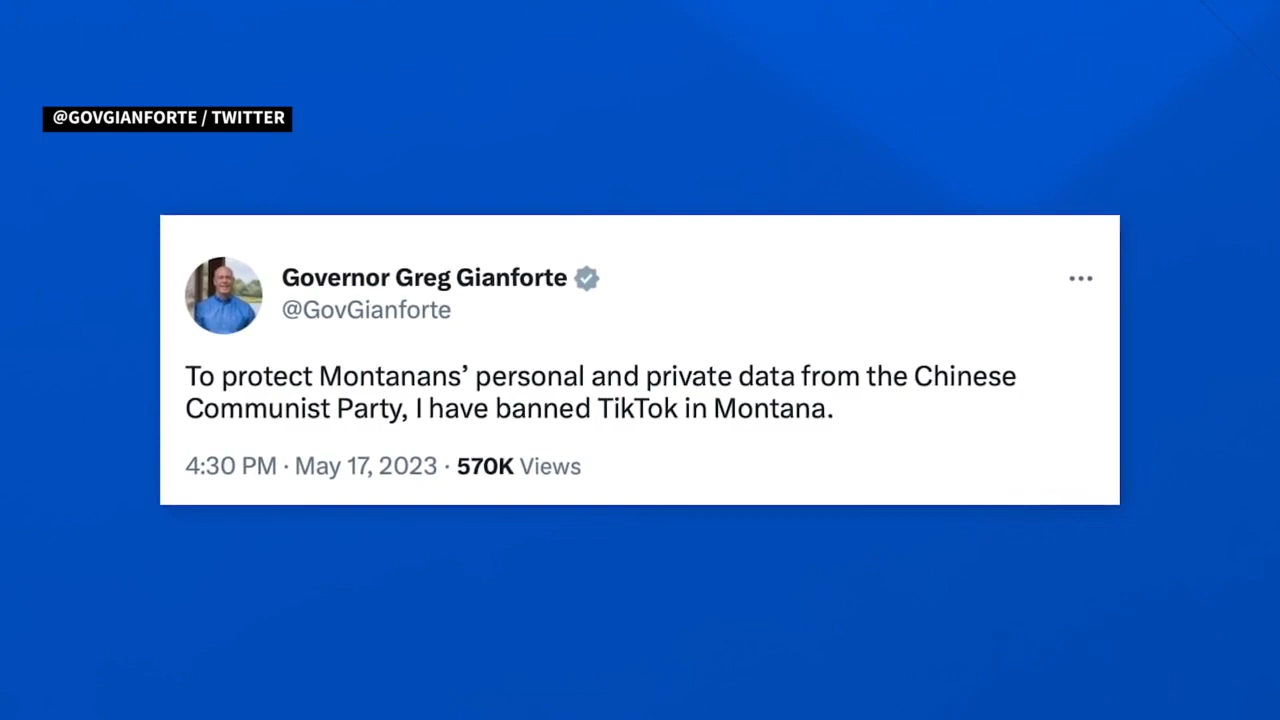 @GOVGIANFORTE / TWITTER
Governor Greg Gianforte
@GovGianforte
To protect Montanans’ personal and private data from the Chinese
Communist Party, I have banned TikTok in Montana.
4:30 PM · May 17, 2023 · 570K Views